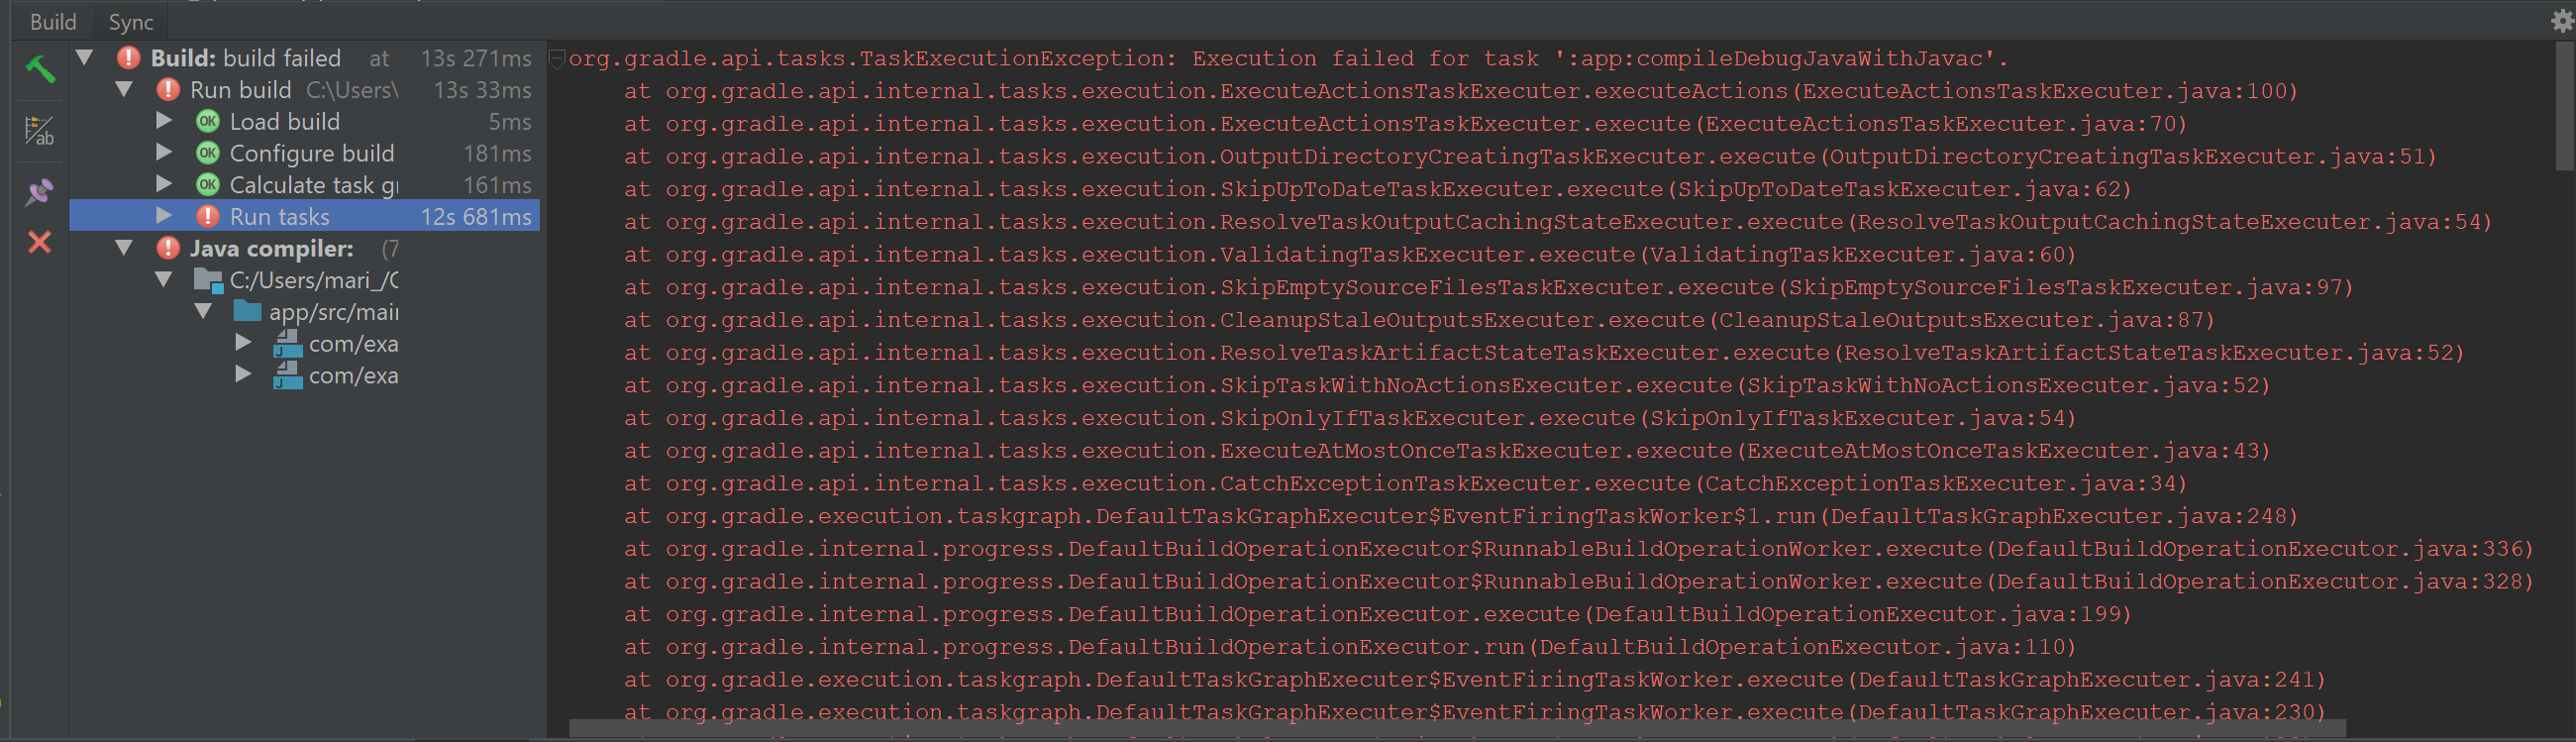 Build Sync
Build: build failed at 13s 271ms
Run build C:\Users\ 13s 33ms
OK Load build 5ms
OK Configure build 181ms
OK Calculate task 161ms
Run tasks 12s 681ms
Java compiler: (7
C:/Users/mari_/
app/src/main
com/exa
com/exa
org.gradle.api.tasks.TaskExecutionException: Execution failed for task ':app:compileDebugJavaWithJavac'.
at org.gradle.api.internal.tasks.execution.ExecuteActionsTaskExecuter.executeActions(ExecuteActionsTaskExecuter.java:100)
at org.gradle.api.internal.tasks.execution.ExecuteActionsTaskExecuter.execute(ExecuteActionsTaskExecuter.java:70)
at org.gradle.api.internal.tasks.execution.OutputDirectoryCreatingTaskExecuter.execute(OutputDirectoryCreatingTaskExecuter.java:51)
at org.gradle.api.internal.tasks.execution.SkipUpToDateTaskExecuter.execute(SkipUpToDateTaskExecuter.java:62)
at org.gradle.api.internal.tasks.execution.ResolveTaskOutputCachingStateExecuter.execute(ResolveTaskOutputCachingStateExecuter.java:54)
at org.gradle.api.internal.tasks.execution.ValidatingTaskExecuter.execute(ValidatingTaskExecuter.java:60)
at org.gradle.api.internal.tasks.execution.SkipEmptySourceFilesTaskExecuter.execute(SkipEmptySourceFilesTaskExecuter.java:97)
at org.gradle.api.internal.tasks.execution.CleanupStaleOutputsExecuter.execute(CleanupStaleOutputsExecuter.java:87)
at org.gradle.api.internal.tasks.execution.ResolveTaskArtifactStateTaskExecuter.execute(ResolveTaskArtifactStateTaskExecuter.java:52)
at org.gradle.api.internal.tasks.execution.SkipTaskWithNoActionsExecuter.execute(SkipTaskWithNoActionsExecuter.java:52)
at org.gradle.api.internal.tasks.execution.SkipOnlyIfTaskExecuter.execute(SkipOnlyIfTaskExecuter.java:54)
at org.gradle.api.internal.tasks.execution.ExecuteAtMostOnceTaskExecuter.execute(ExecuteAtMostOnceTaskExecuter.java:43)
at org.gradle.api.internal.tasks.execution.CatchExceptionTaskExecuter.execute(CatchExceptionTaskExecuter.java:34)
at org.gradle.execution.taskgraph.DefaultTaskGraphExecuter$EventFiringTaskWorker$1.run(DefaultTaskGraphExecuter.java:248)
at org.gradle.internal.progress.DefaultBuildOperationExecutor$RunnableBuildOperationWorker.execute(DefaultBuildOperationExecutor.java:336)
at org.gradle.internal.progress.DefaultBuildOperationExecutor$RunnableBuildOperationWorker.execute(DefaultBuildOperationExecutor.java:328)
at org.gradle.internal.progress.DefaultBuildOperationExecutor.execute(DefaultBuildOperationExecutor.java:199)
at org.gradle.internal.progress.DefaultBuildOperationExecutor.run(DefaultBuildOperationExecutor.java:110)
at org.gradle.execution.taskgraph.DefaultTaskGraphExecuter$EventFiringTaskWorker.execute(DefaultTaskGraphExecuter.java:241)
at org.gradle.execution.taskgraph.DefaultTaskGraphExecuter$EventFiringTaskWorker.execute(DefaultTaskGraphExecuter.java:230)